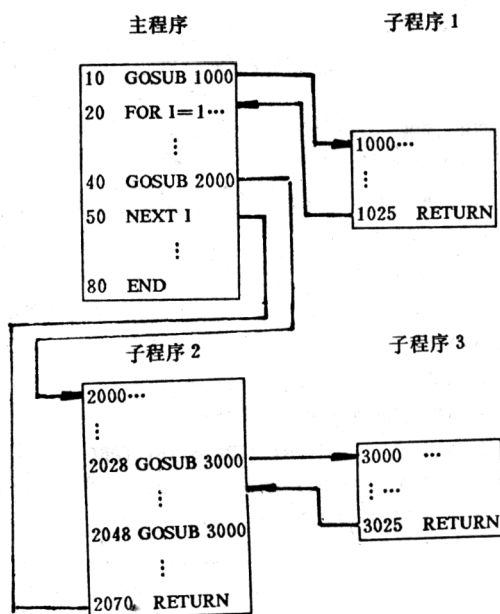 主程序
10 GOSUB 1000
20 FOR I=1…
⋮
40 GOSUB 2000
50 NEXT I
⋮
80 END
子程序 1
1000…
⋮
1025 RETURN
子程序 2
2000…
⋮
2028 GOSUB 3000
⋮
2048 GOSUB 3000
⋮
2070 RETURN
子程序 3
3000 …
⋮ …
3025 RETURN